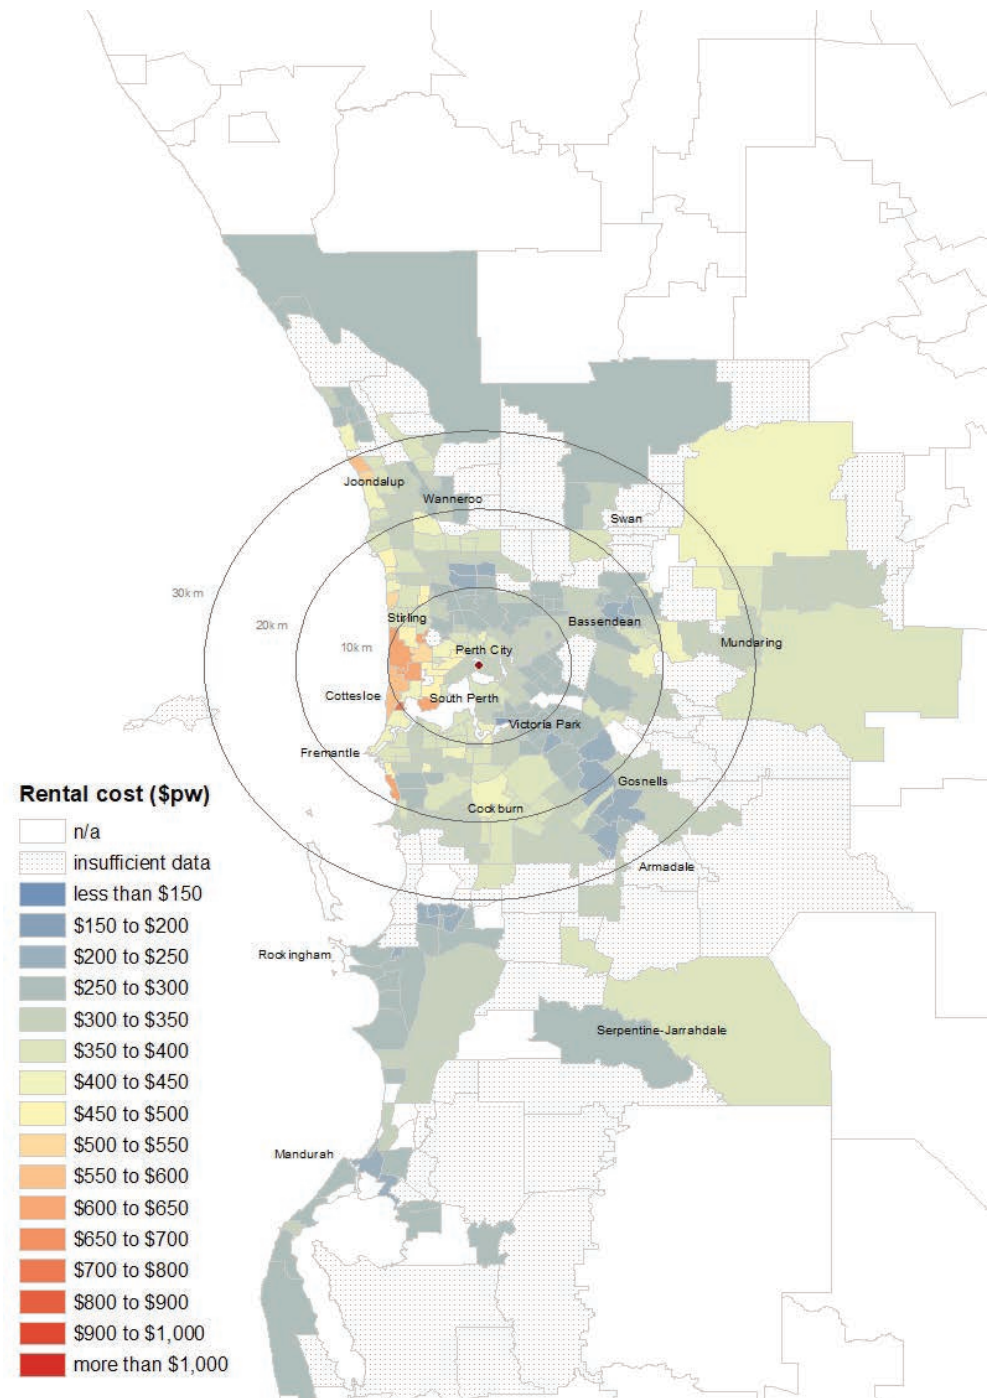 Joondalup
Wanneroo
Swan
30km
20km
Stirling
Bassendean
10km
Perth City
Mundaring
Cottesloe
South Perth
Victoria Park
Fremantle
Gosnells
Cockburn
Armadale
Rockingham
Serpentine-Jarrahdale
Mandurah
Rental cost ($pw)
n/a
insufficient data
less than $150
$150 to $200
$200 to $250
$250 to $300
$300 to $350
$350 to $400
$400 to $450
$450 to $500
$500 to $550
$550 to $600
$600 to $650
$650 to $700
$700 to $800
$800 to $900
$900 to $1,000
more than $1,000